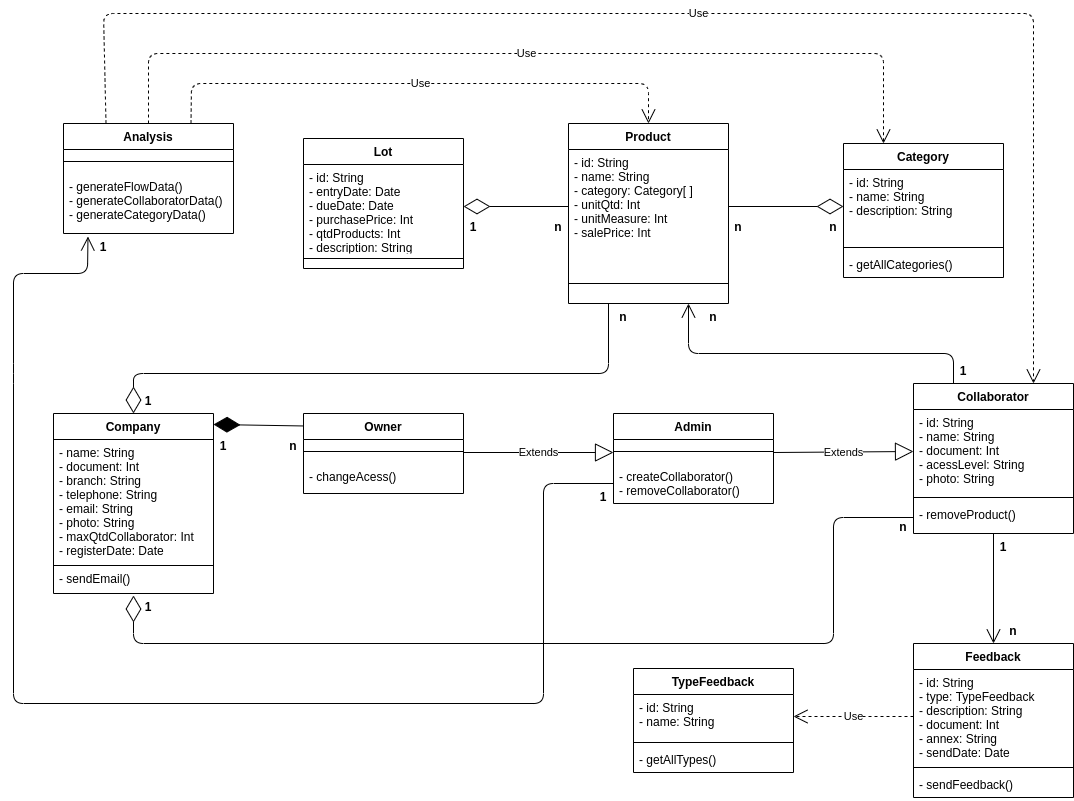 Use
Use
Use
Analysis
- generateFlowData()
- generateCollaboratorData()
- generateCategoryData()
1
Lot
- id: String
- entryDate: Date
- dueDate: Date
- purchasePrice: Int
- qtdProducts: Int
- description: String
1
n
Product
- id: String
- name: String
- category: Category[ ]
- unitQtd: Int
- unitMeasure: Int
- salePrice: Int
n
n
n
n
Category
- id: String
- name: String
- description: String
- getAllCategories()
1
1
Company
- name: String
- document: Int
- branch: String
- telephone: String
- email: String
- photo: String
- maxQtdCollaborator: Int
- registerDate: Date
- sendEmail()
1
1
n
Owner
- changeAcess()
Extends
Admin
- createCollaborator()
- removeCollaborator()
1
Extends
Collaborator
- id: String
- name: String
- document: Int
- acessLevel: String
- photo: String
- removeProduct()
n
1
n
TypeFeedback
- id: String
- name: String
- getAllTypes()
Use
Feedback
- id: String
- type: TypeFeedback
- description: String
- document: Int
- annex: String
- sendDate: Date
- sendFeedback()